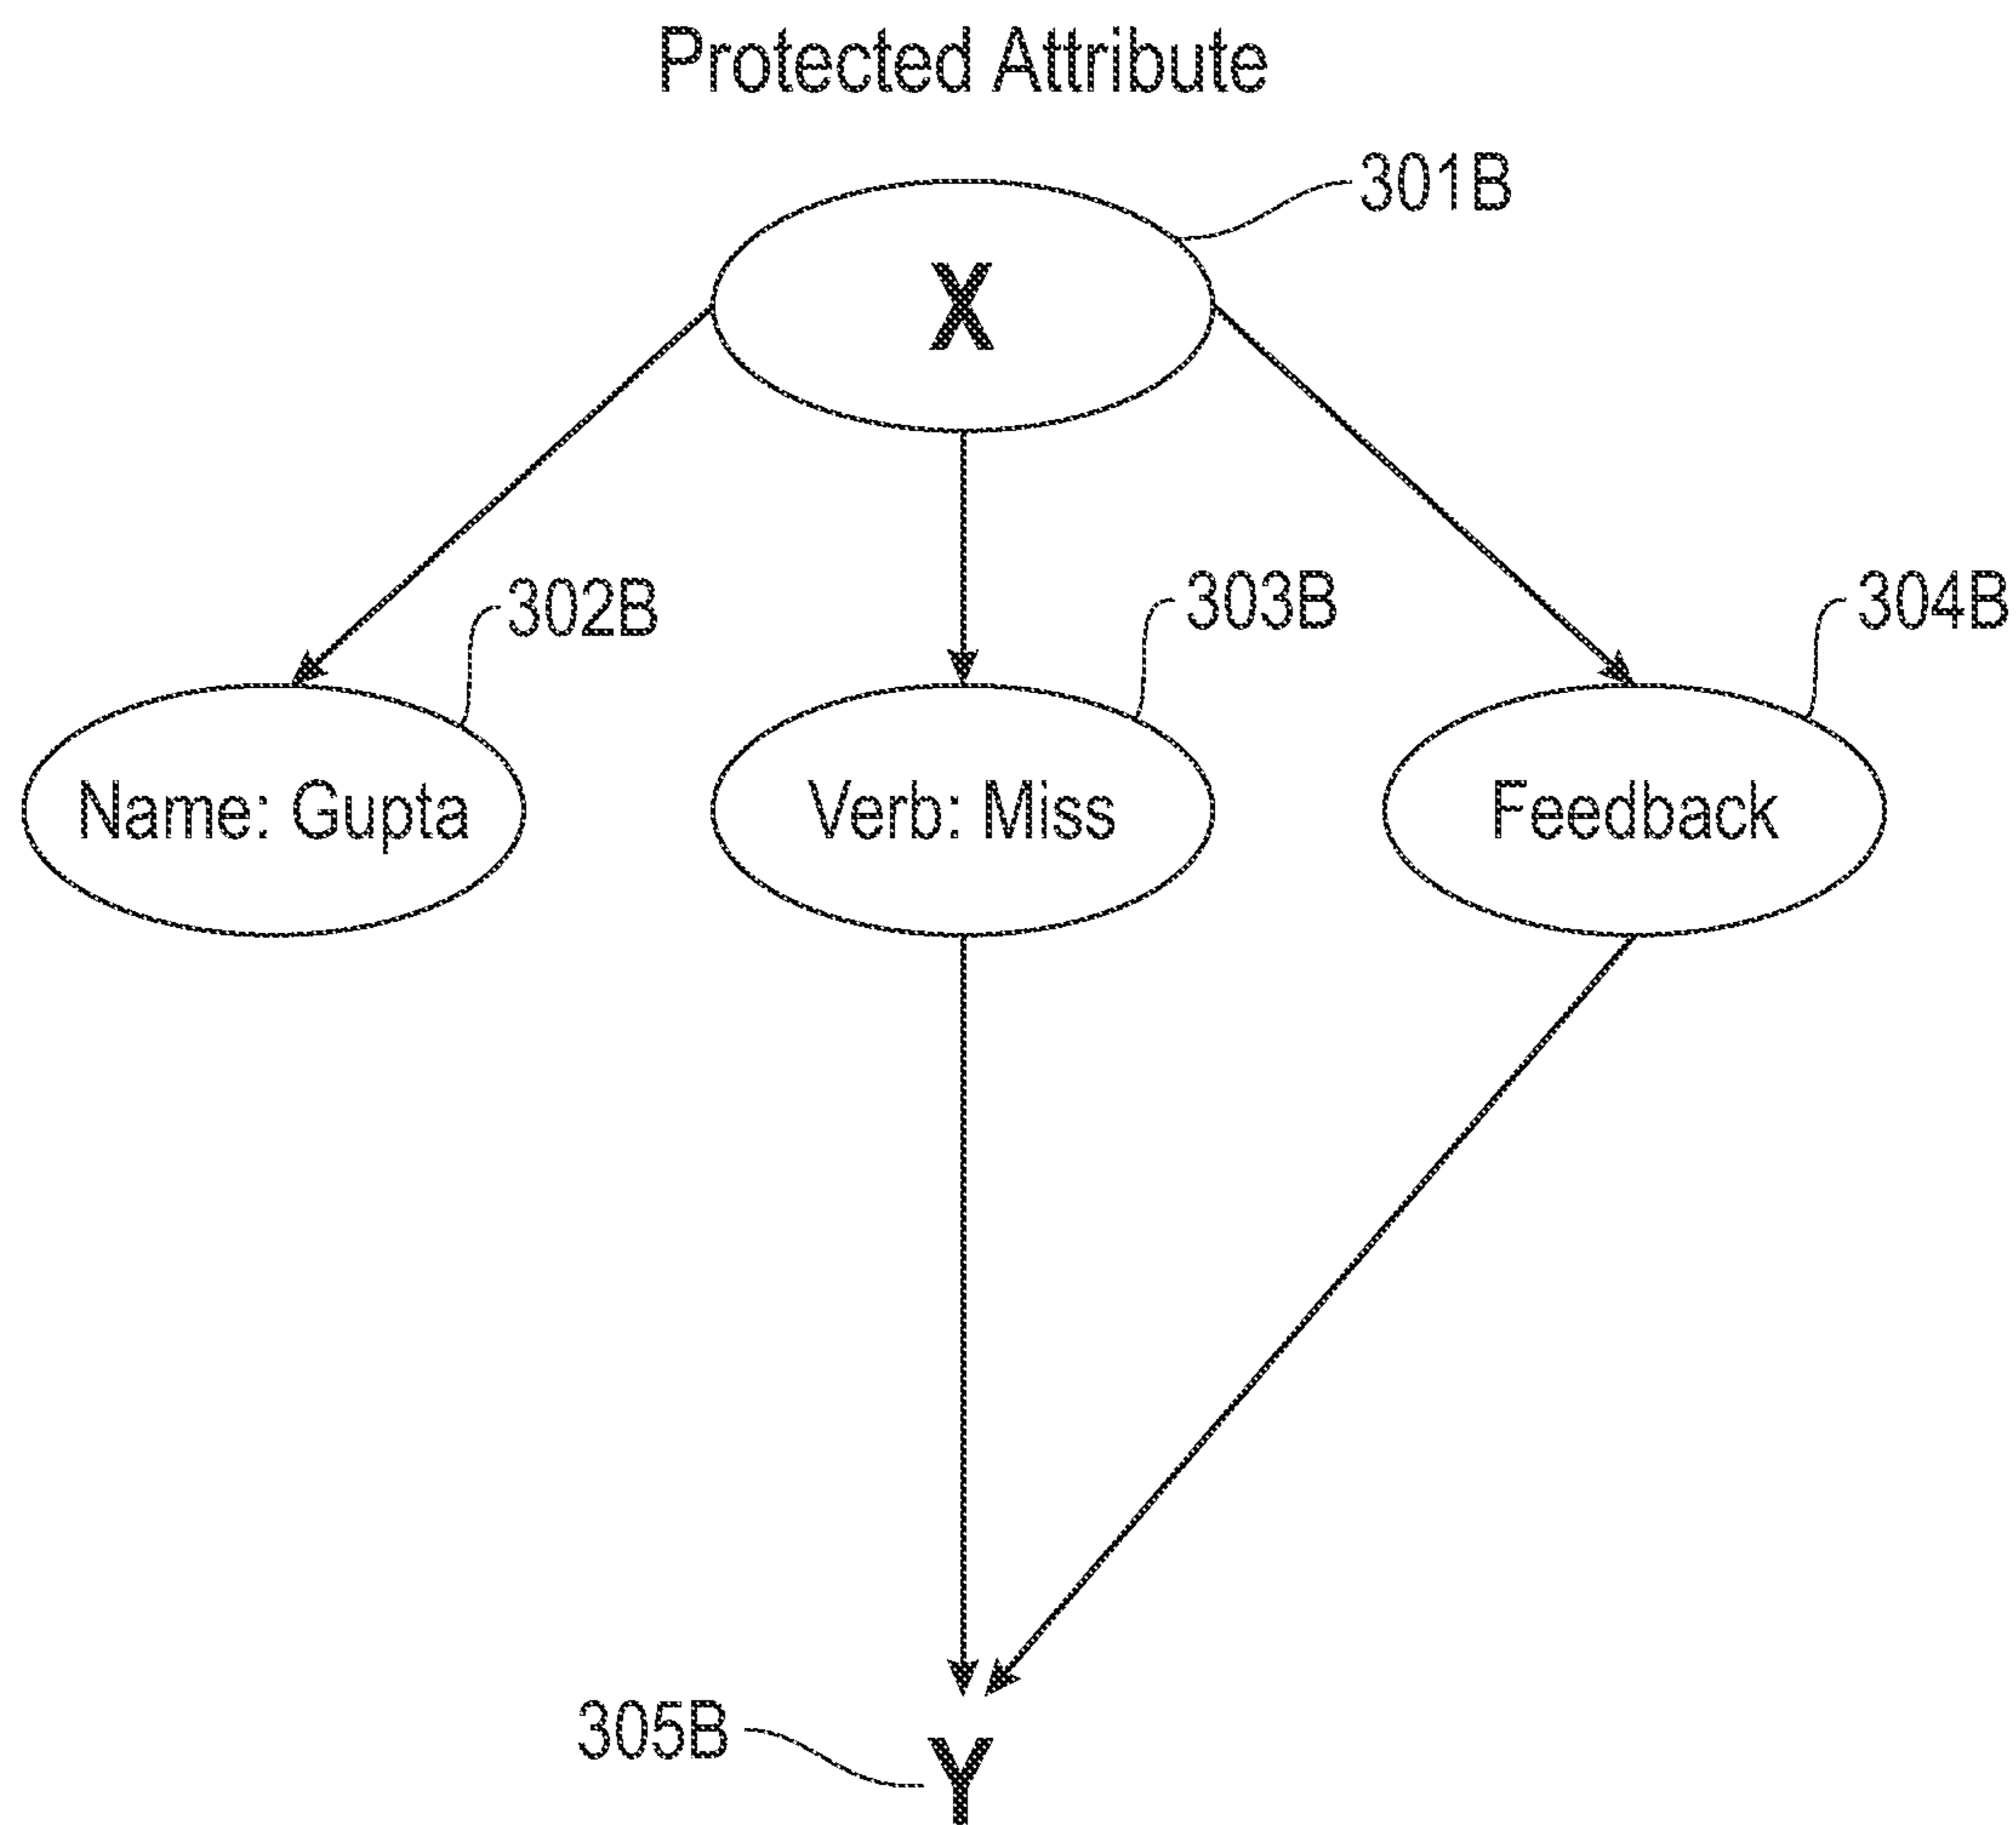 Protected Attribute
301B
X
302B
303B
304B
Name: Gupta
Verb: Miss
Feedback
305B
Y